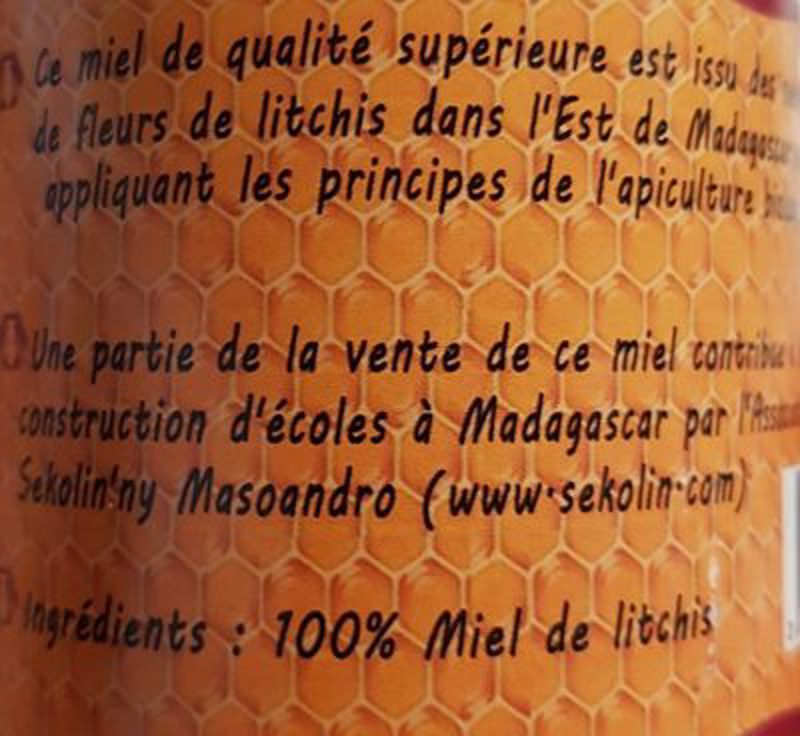 Ce miel de qualité supérieure est issu des
de fleurs de litchis dans l'Est de Madagascar
appliquant les principes de l'apiculture
Une partie de la vente de ce miel contribue
construction d'écoles à Madagascar par
Sekolin'ny Masoandro (www.sekolin.com)
Ingrédients : 100% Miel de litchis